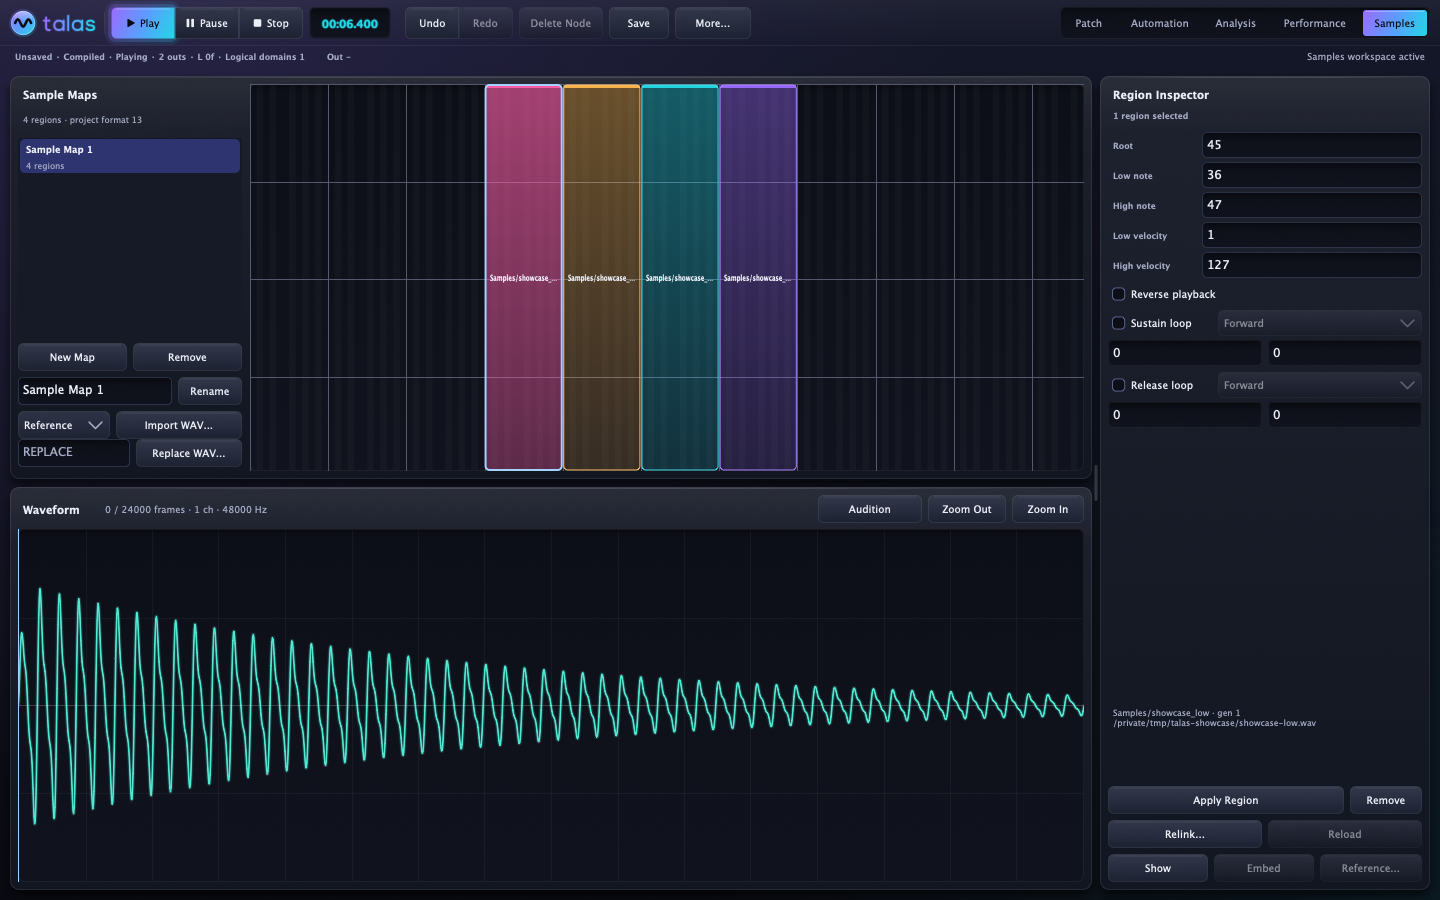 talas
Play
Pause
Stop
00:06.400
Undo
Redo
Delete Node
Save
More...
Patch
Automation
Analysis
Performance
Samples
Unsaved · Compiled · Playing · 2 outs · L 0f · Logical domains 1
Out -
Samples workspace active
Sample Maps
4 regions · project format 13
Sample Map 1
4 regions
New Map
Remove
Sample Map 1
Rename
Reference
Import WAV...
REPLACE
Replace WAV...
Samples/showcase_...
Samples/showcase_...
Samples/showcase_...
Samples/showcase_...
Waveform
0 / 24000 frames · 1 ch · 48000 Hz
Audition
Zoom Out
Zoom In
Region Inspector
1 region selected
Root
45
Low note
36
High note
47
Low velocity
1
High velocity
127
Reverse playback
Sustain loop
Forward
0
0
Release loop
Forward
0
0
Samples/showcase_low · gen 1
/private/tmp/talas-showcase/showcase-low.wav
Apply Region
Remove
Relink...
Reload
Show
Embed
Reference...